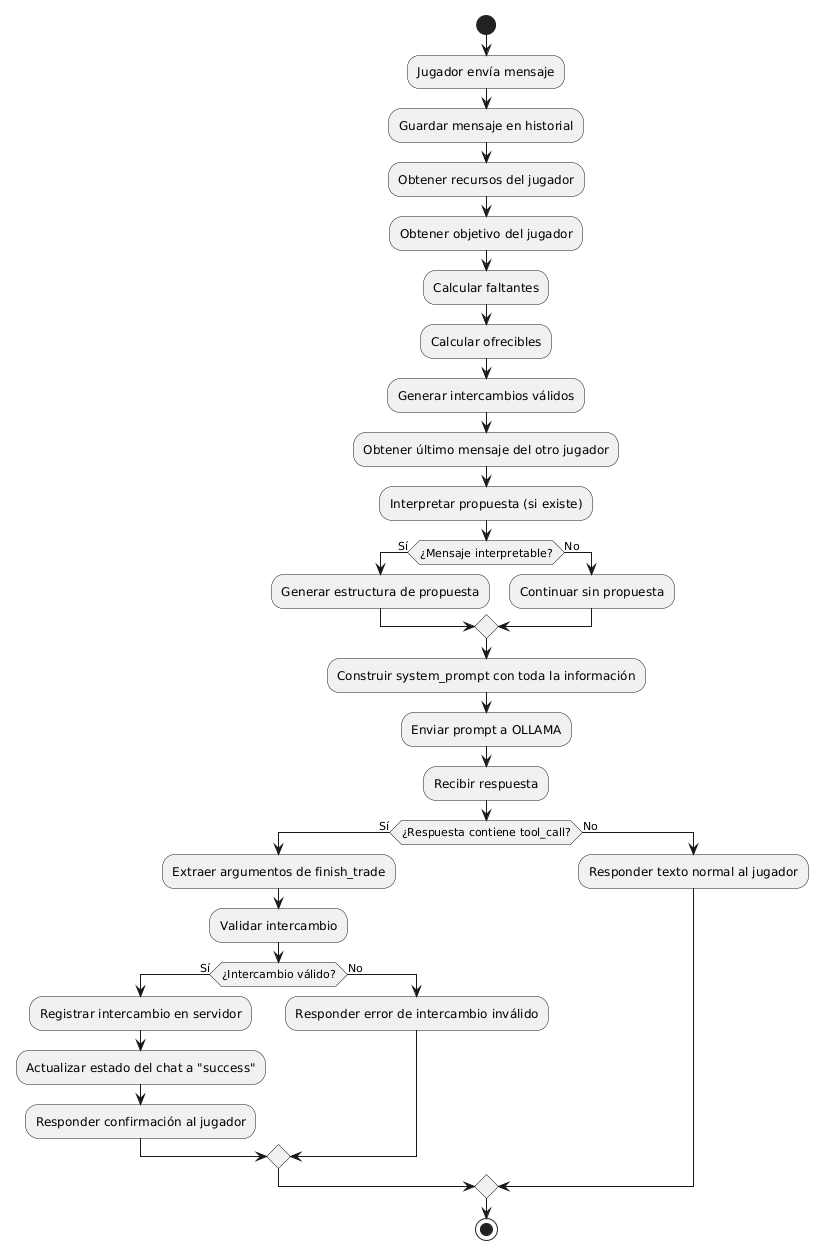 Jugador envía mensaje
Guardar mensaje en historial
Obtener recursos del jugador
Obtener objetivo del jugador
Calcular faltantes
Calcular ofrecibles
Generar intercambios válidos
Obtener último mensaje del otro jugador
Interpretar propuesta (si existe)
Sí
¿Mensaje interpretable?
No
Generar estructura de propuesta
Continuar sin propuesta
Construir system_prompt con toda la información
Enviar prompt a OLLAMA
Recibir respuesta
Sí
¿Respuesta contiene tool_call?
No
Extraer argumentos de finish_trade
Responder texto normal al jugador
Validar intercambio
Sí
¿Intercambio válido?
No
Registrar intercambio en servidor
Responder error de intercambio inválido
Actualizar estado del chat a "success"
Responder confirmación al jugador